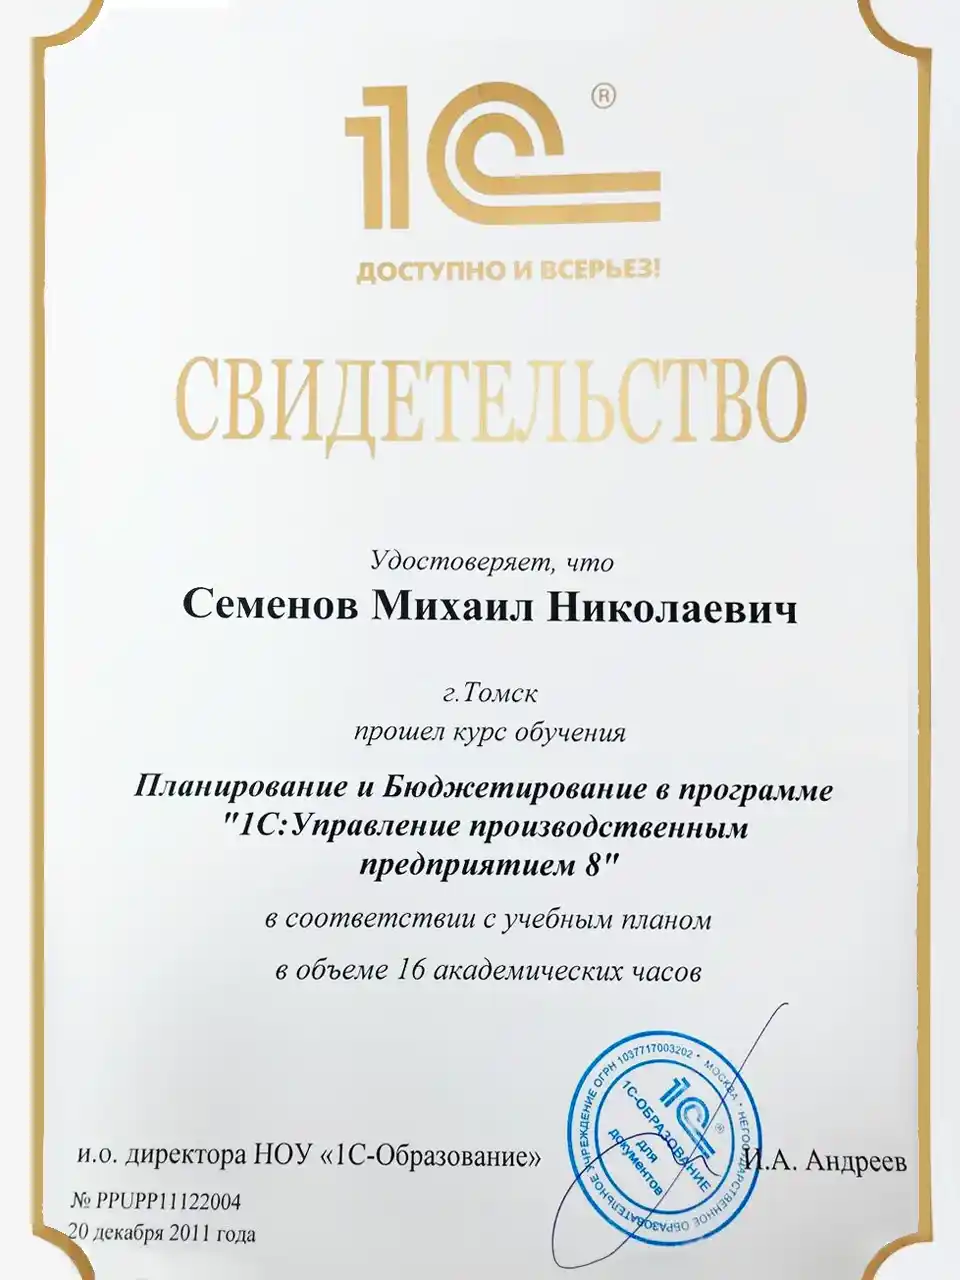 1С®
ДОСТУПНО И ВСЕРЬЕЗ!
СВИДЕТЕЛЬСТВО
Удостоверяет, что
Семенов Михаил Николаевич
г.Томск
прошел курс обучения
Планирование и Бюджетирование в программе
"1С:Управление производственным
предприятием 8"
в соответствии с учебным планом
в объеме 16 академических часов
и.о. директора НОУ «1С-Образование»
И.А. Андреев
№ PPUPP11122004
20 декабря 2011 года
НЕГОСУДАРСТВЕННОЕ ОБРАЗОВАТЕЛЬНОЕ УЧРЕЖДЕНИЕ ОГРН 1037717003202 • МОСКВА •
1С®
1С-ОБРАЗОВАНИЕ
для
документов